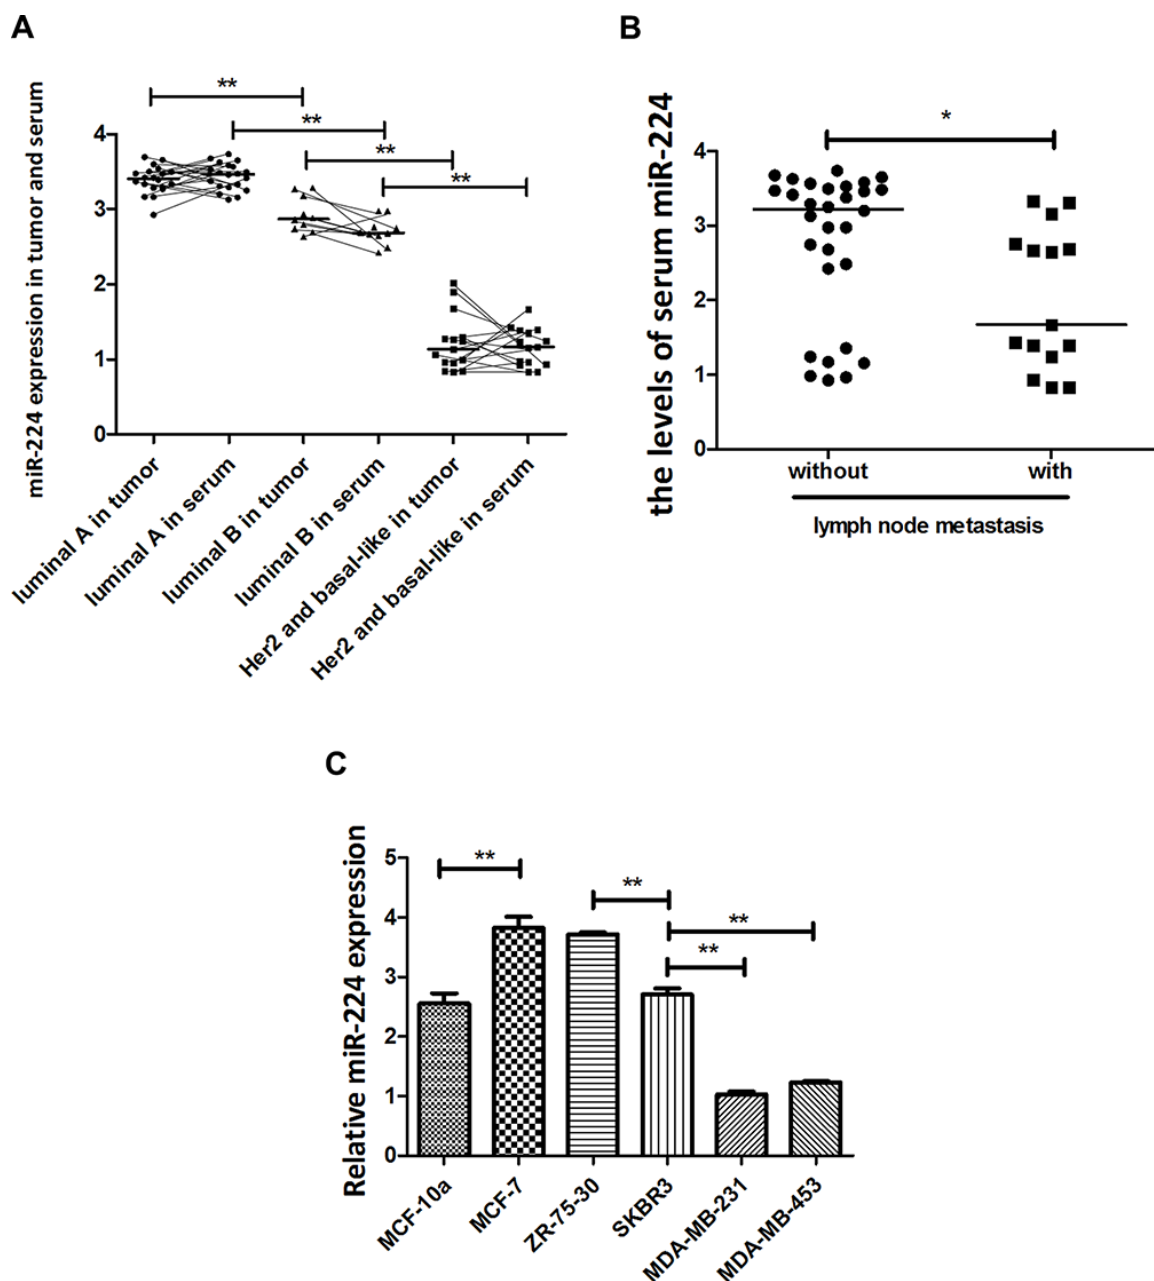 A
miR-224 expression in tumor and serum
4
3
2
1
0
**
**
**
**
luminal A in tumor
luminal A in serum
luminal B in tumor
luminal B in serum
Her2 and basal-like in tumor
Her2 and basal-like in serum
B
the levels of serum miR-224
4
3
2
1
0
*
without
with
lymph node metastasis
C
Relative miR-224 expression
5
4
3
2
1
0
**
**
**
**
MCF-10a
MCF-7
ZR-75-30
SKBR3
MDA-MB-231
MDA-MB-453